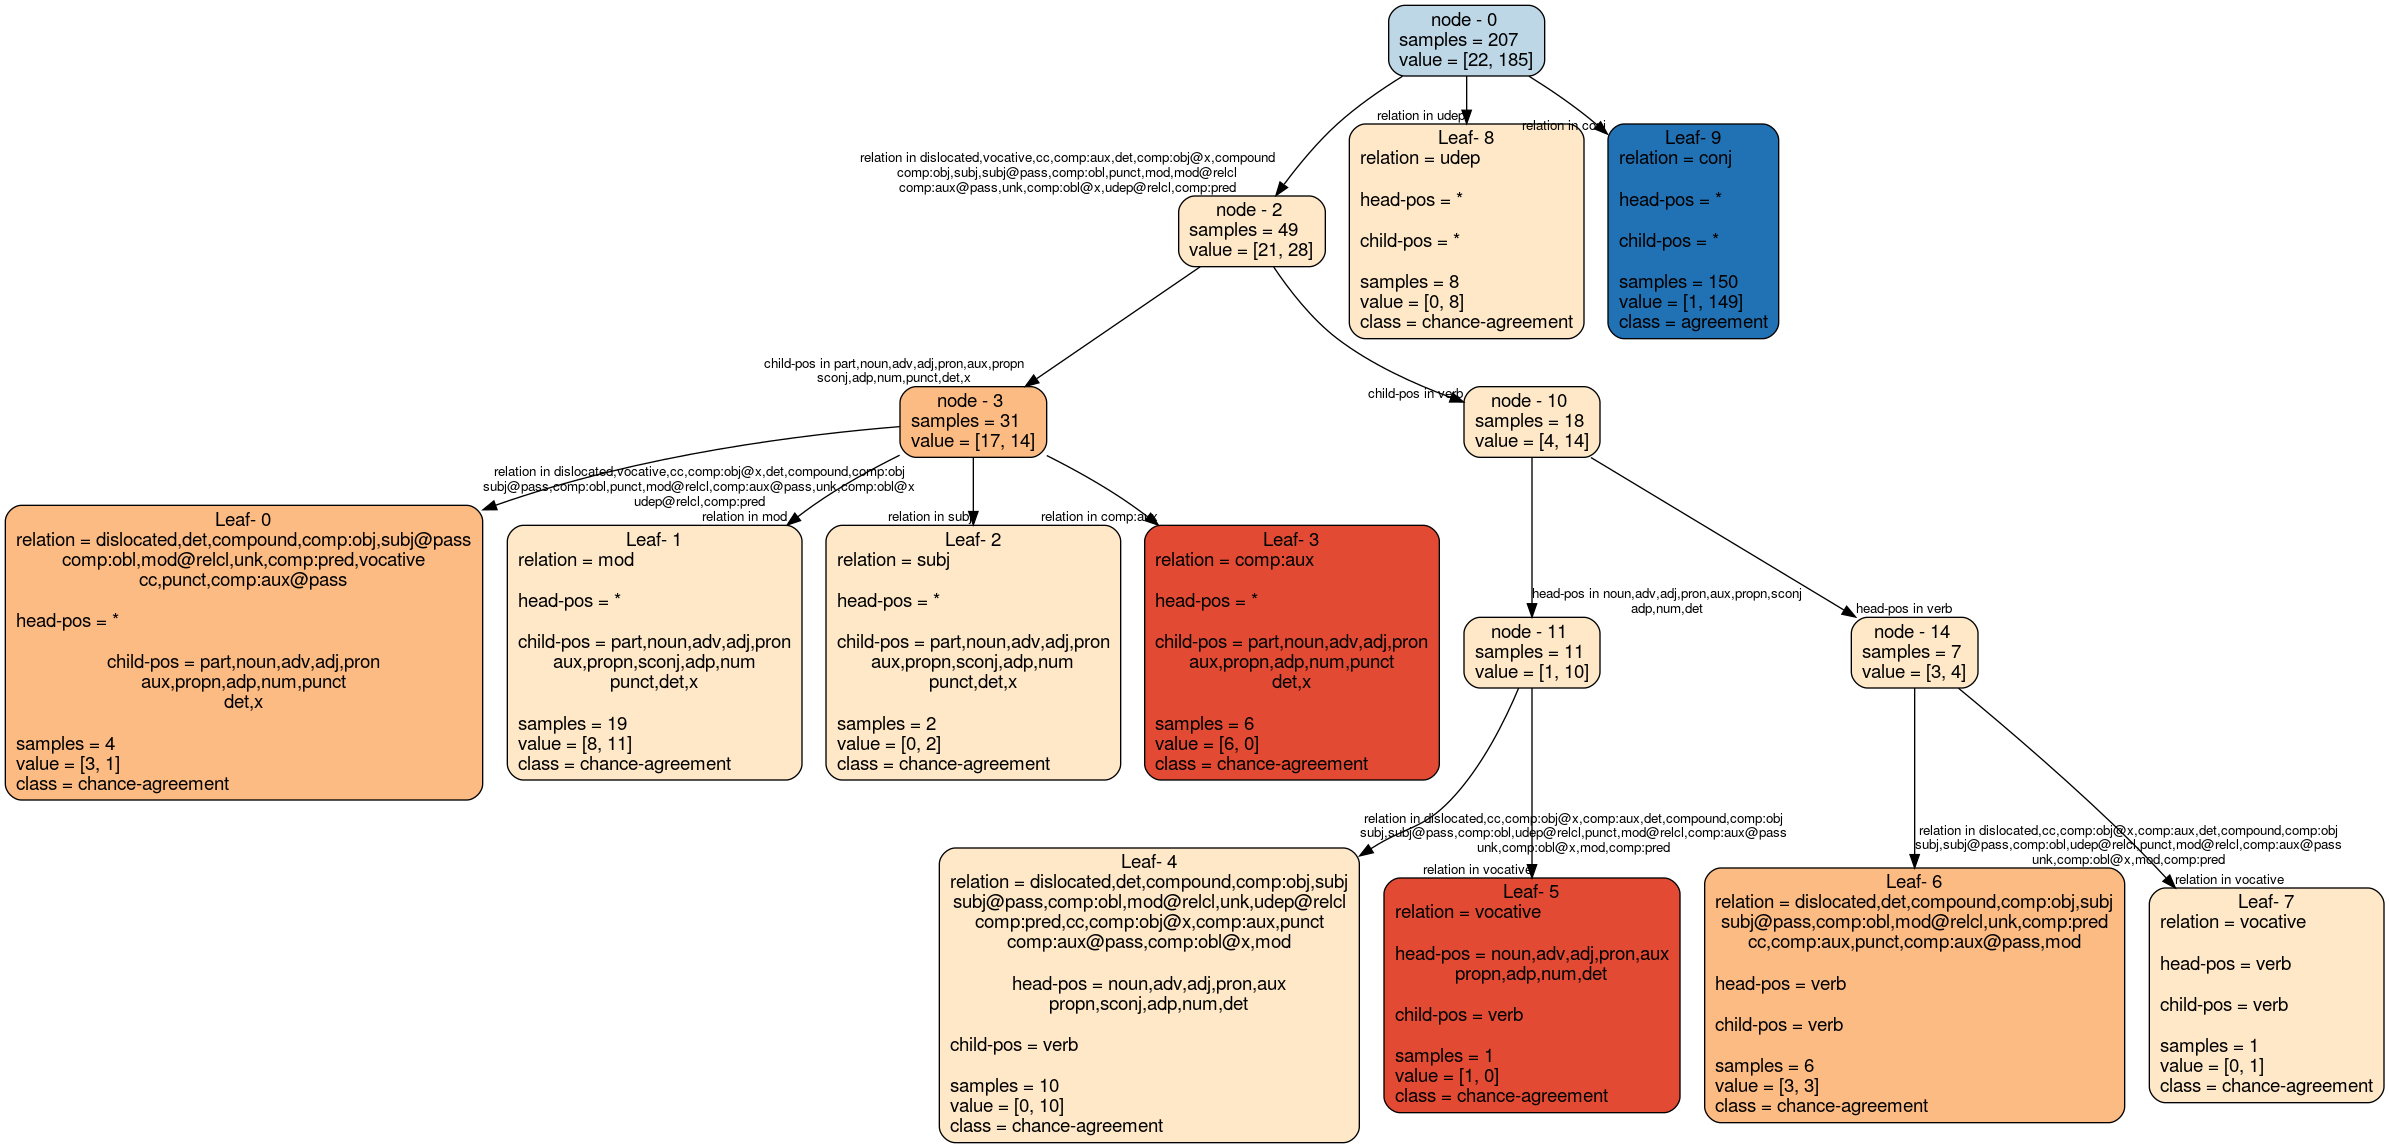 node - 0
samples = 207
value = [22, 185]
relation in udep
relation in conj
Leaf- 8
relation = udep
head-pos = *
child-pos = *
samples = 8
value = [0, 8]
class = chance-agreement
Leaf- 9
relation = conj
head-pos = *
child-pos = *
samples = 150
value = [1, 149]
class = agreement
relation in dislocated,vocative,cc,comp:aux,det,comp:obj@x,compound
comp:obj,subj,subj@pass,comp:obl,punct,mod,mod@relcl
comp:aux@pass,unk,comp:obl@x,udep@relcl,comp:pred
node - 2
samples = 49
value = [21, 28]
child-pos in part,noun,adv,adj,pron,aux,propn
sconj,adp,num,punct,det,x
child-pos in verb
node - 3
samples = 31
value = [17, 14]
node - 10
samples = 18
value = [4, 14]
relation in dislocated,vocative,cc,comp:obj@x,det,compound,comp:obj
subj@pass,comp:obl,punct,mod@relcl,comp:aux@pass,unk,comp:obl@x
udep@relcl,comp:pred
relation in mod
relation in subj
relation in comp:aux
Leaf- 0
relation = dislocated,det,compound,comp:obj,subj@pass
comp:obl,mod@relcl,unk,comp:pred,vocative
cc,punct,comp:aux@pass
head-pos = *
child-pos = part,noun,adv,adj,pron
aux,propn,adp,num,punct
det,x
samples = 4
value = [3, 1]
class = chance-agreement
Leaf- 1
relation = mod
head-pos = *
child-pos = part,noun,adv,adj,pron
aux,propn,sconj,adp,num
punct,det,x
samples = 19
value = [8, 11]
class = chance-agreement
Leaf- 2
relation = subj
head-pos = *
child-pos = part,noun,adv,adj,pron
aux,propn,sconj,adp,num
punct,det,x
samples = 2
value = [0, 2]
class = chance-agreement
Leaf- 3
relation = comp:aux
head-pos = *
child-pos = part,noun,adv,adj,pron
aux,propn,adp,num,punct
det,x
samples = 6
value = [6, 0]
class = chance-agreement
head-pos in noun,adv,adj,pron,aux,propn,sconj
adp,num,det
head-pos in verb
node - 11
samples = 11
value = [1, 10]
node - 14
samples = 7
value = [3, 4]
relation in dislocated,cc,comp:obj@x,comp:aux,det,compound,comp:obj
subj,subj@pass,comp:obl,udep@relcl,punct,mod@relcl,comp:aux@pass
unk,comp:obl@x,mod,comp:pred
relation in vocative
relation in dislocated,cc,comp:obj@x,comp:aux,det,compound,comp:obj
subj,subj@pass,comp:obl,udep@relcl,punct,mod@relcl,comp:aux@pass
unk,comp:obl@x,mod,comp:pred
relation in vocative
Leaf- 4
relation = dislocated,det,compound,comp:obj,subj
subj@pass,comp:obl,mod@relcl,unk,udep@relcl
comp:pred,cc,comp:obj@x,comp:aux,punct
comp:aux@pass,comp:obl@x,mod
head-pos = noun,adv,adj,pron,aux
propn,sconj,adp,num,det
child-pos = verb
samples = 10
value = [0, 10]
class = chance-agreement
Leaf- 5
relation = vocative
head-pos = noun,adv,adj,pron,aux
propn,adp,num,det
child-pos = verb
samples = 1
value = [1, 0]
class = chance-agreement
Leaf- 6
relation = dislocated,det,compound,comp:obj,subj
subj@pass,comp:obl,mod@relcl,unk,comp:pred
cc,comp:aux,punct,comp:aux@pass,mod
head-pos = verb
child-pos = verb
samples = 6
value = [3, 3]
class = chance-agreement
Leaf- 7
relation = vocative
head-pos = verb
child-pos = verb
samples = 1
value = [0, 1]
class = chance-agreement